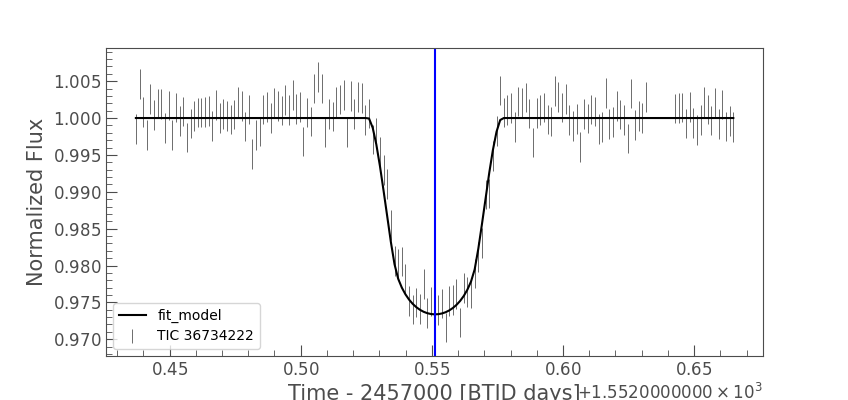 Normalized Flux
1.005
1.000
0.995
0.990
0.985
0.980
0.975
0.970
fit_model
TIC 36734222
0.45
0.50
0.55
0.60
0.65
Time - 2457000 [BTJD days]
+1.5520000000 × 10³